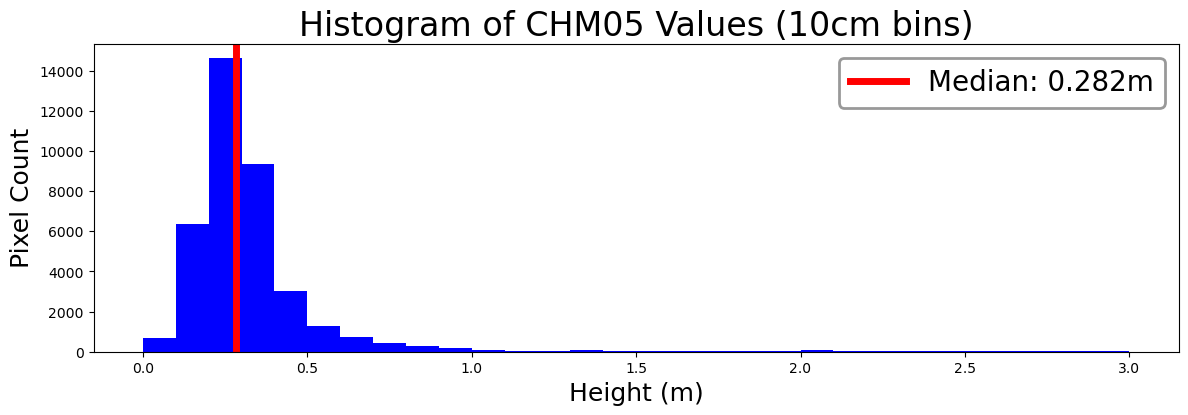 Histogram of CHM05 Values (10cm bins)
Median: 0.282m
Pixel Count
14000
12000
10000
8000
6000
4000
2000
0
0.0 0.5 1.0 1.5 2.0 2.5 3.0
Height (m)